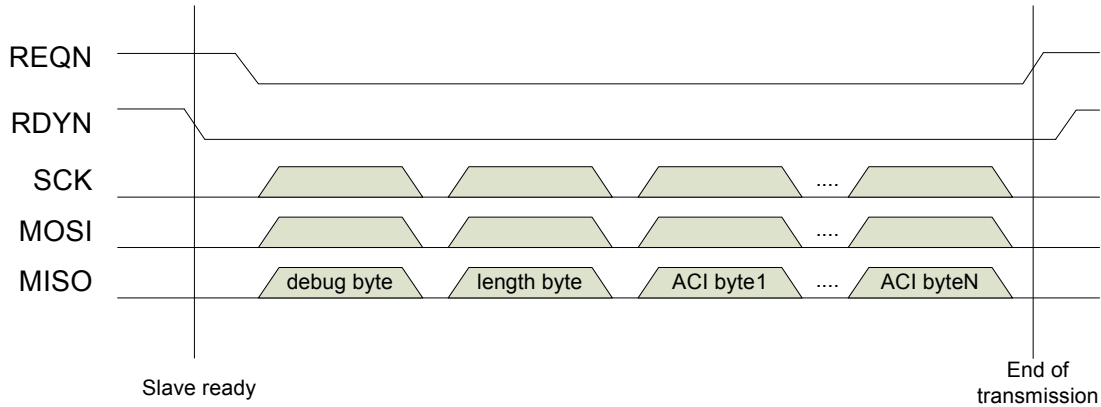 REQN
RDYN
SCK
....
MOSI
....
MISO
debug byte length byte ACI byte1 .... ACI byteN
Slave ready
End of
transmission